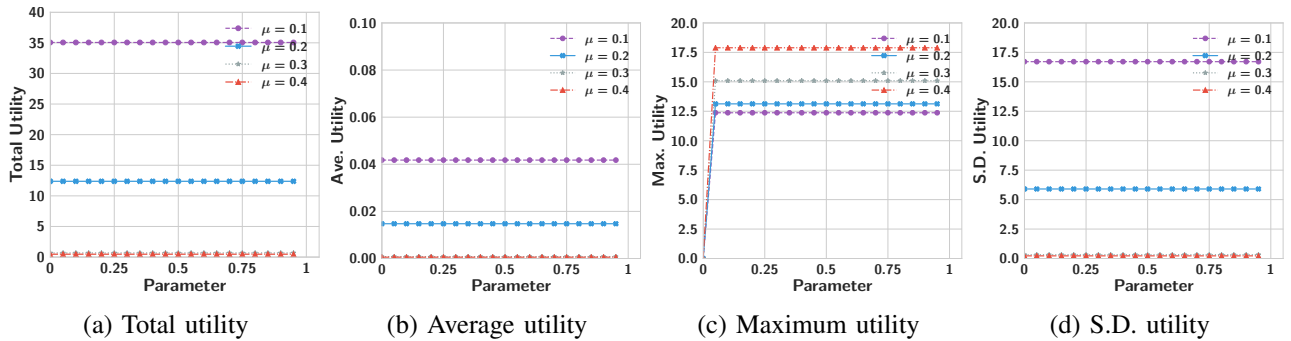 40
35
30
25
20
15
10
5
0
Total Utility
0 0.25 0.5 0.75 1
Parameter
μ = 0.1
μ = 0.2
μ = 0.3
μ = 0.4
(a) Total utility
0.10
0.08
0.06
0.04
0.02
0.00
Ave. Utility
0 0.25 0.5 0.75 1
Parameter
μ = 0.1
μ = 0.2
μ = 0.3
μ = 0.4
(b) Average utility
20.0
17.5
15.0
12.5
10.0
7.5
5.0
2.5
0.0
Max. Utility
0 0.25 0.5 0.75 1
Parameter
μ = 0.1
μ = 0.2
μ = 0.3
μ = 0.4
(c) Maximum utility
20.0
17.5
15.0
12.5
10.0
7.5
5.0
2.5
0.0
S.D. Utility
0 0.25 0.5 0.75 1
Parameter
μ = 0.1
μ = 0.2
μ = 0.3
μ = 0.4
(d) S.D. utility